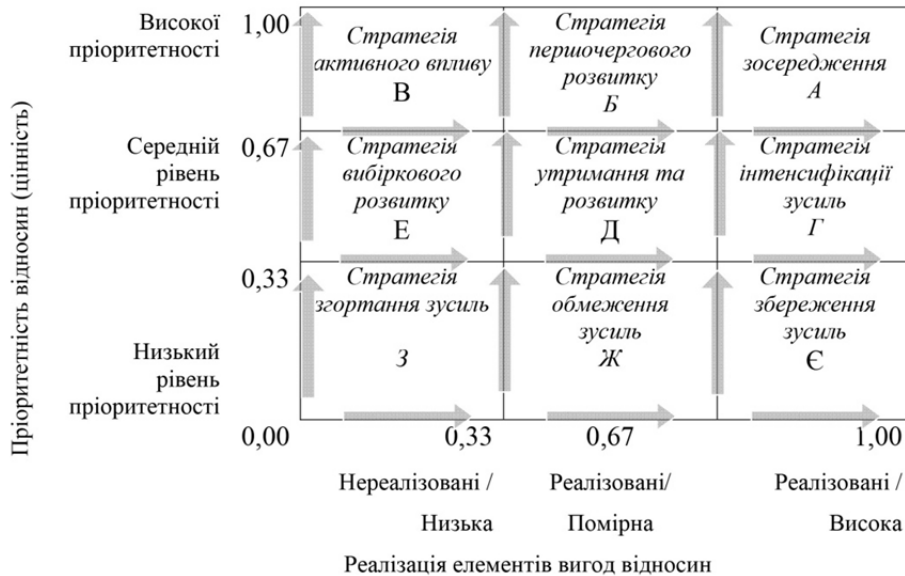 Пріоритетність відносин (цінність)
Високої
пріоритетності
1,00
Стратегія
активного впливу
В
Стратегія
першочергового
розвитку
Б
Стратегія
зосередження
А
Середній
рівень
пріоритетності
0,67
Стратегія
вибіркового
розвитку
Е
Стратегія
утримання та
розвитку
Д
Стратегія
інтенсифікації
зусиль
Г
0,33
Стратегія
згортання зусиль
З
Стратегія
обмеження
зусиль
Ж
Стратегія
збереження
зусиль
Є
Низький
рівень
пріоритетності
0,00
0,33
0,67
1,00
Нереалізовані /
Низька
Реалізовані/
Помірна
Реалізовані /
Висока
Реалізація елементів вигод відносин